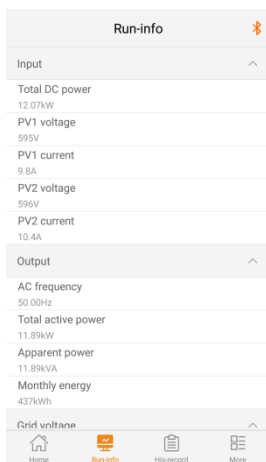 Run-info
Input
Total DC power
12.07kW
PV1 voltage
595V
PV1 current
9.8A
PV2 voltage
596V
PV2 current
10.4A
Output
AC frequency
50.00Hz
Total active power
11.89kW
Apparent power
11.89kVA
Monthly energy
437kWh
Grid voltage
Home Run-info His-record More